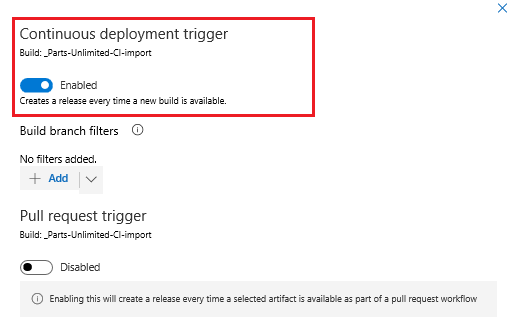 Continuous deployment trigger
Build: _Parts-Unlimited-CI-import
Enabled
Creates a release every time a new build is available.
Build branch filters
No filters added.
Add
Pull request trigger
Build: _Parts-Unlimited-CI-import
Disabled
Enabling this will create a release every time a selected artifact is available as part of a pull request workflow